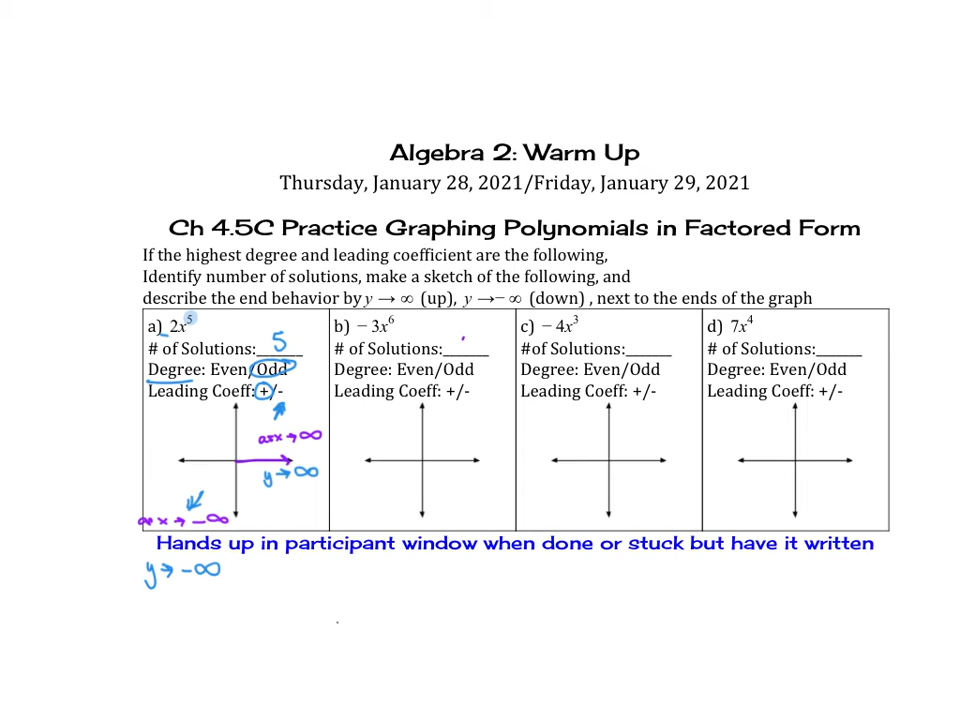 Algebra 2: Warm Up
Thursday, January 28, 2021/Friday, January 29, 2021
Ch 4.5C Practice Graphing Polynomials in Factored Form
If the highest degree and leading coefficient are the following,
Identify number of solutions, make a sketch of the following, and
describe the end behavior by y → ∞ (up), y → −∞ (down) , next to the ends of the graph
a) 2x⁵
# of Solutions: 5
Degree: Even/Odd
Leading Coeff: +/-
as x → ∞
y → ∞
as x → −∞
y → −∞
b) − 3x⁶
# of Solutions:______
Degree: Even/Odd
Leading Coeff: +/-
c) − 4x³
#of Solutions:______
Degree: Even/Odd
Leading Coeff: +/-
d) 7x⁴
# of Solutions:______
Degree: Even/Odd
Leading Coeff: +/-
Hands up in participant window when done or stuck but have it written